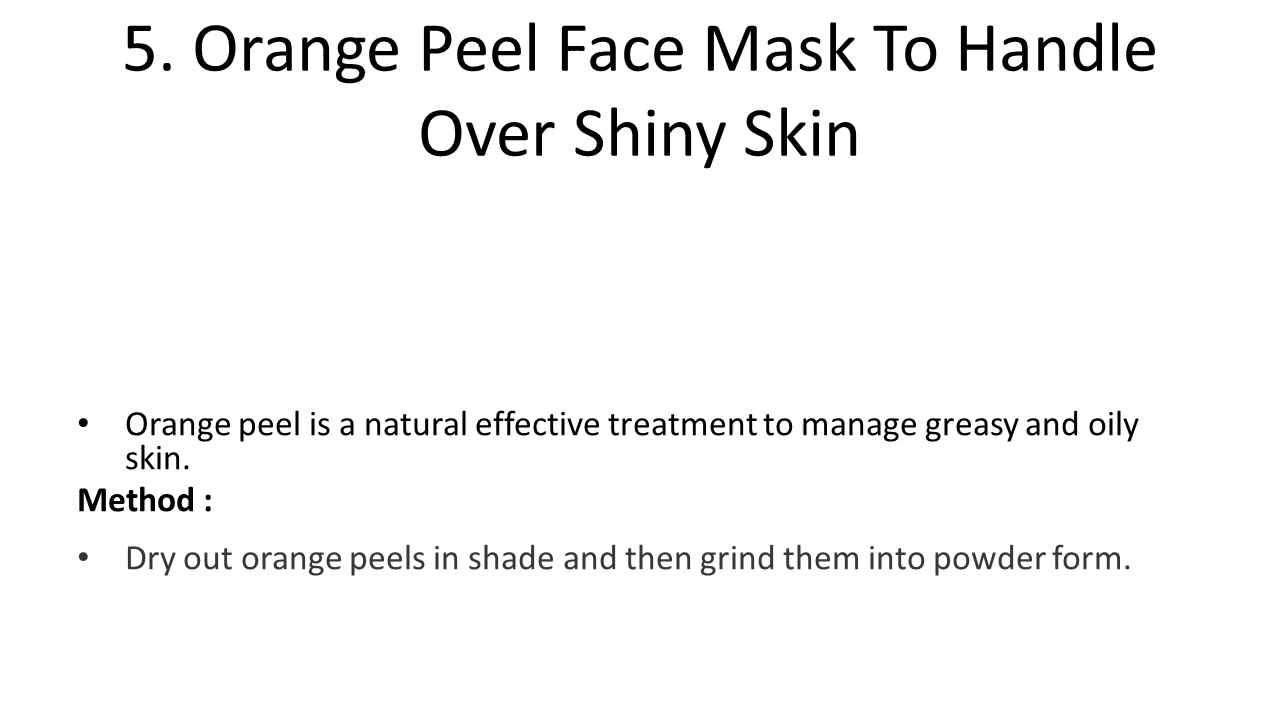 5. Orange Peel Face Mask To Handle
Over Shiny Skin
• Orange peel is a natural effective treatment to manage greasy and oily
skin.
Method :
• Dry out orange peels in shade and then grind them into powder form.